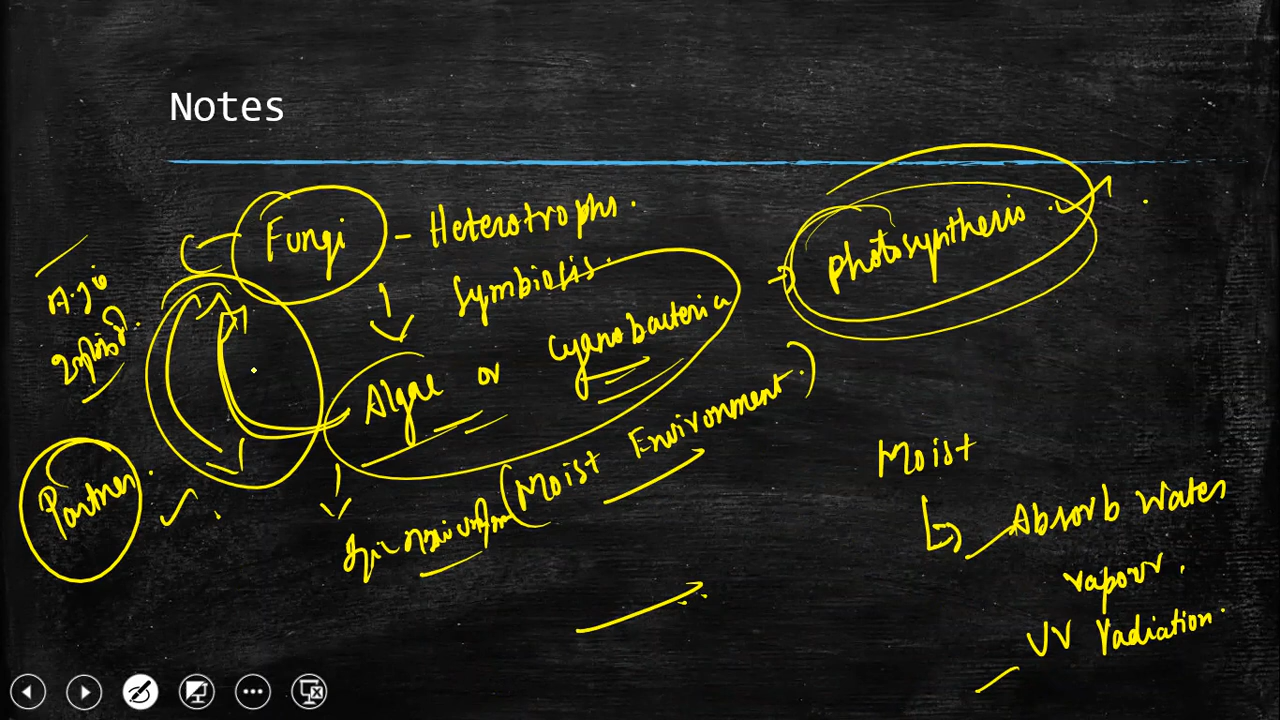 Notes
Fungi - Heterotrophs.
Symbiosis.
Algae or Cyanobacteria
Photosynthesis.
(Moist Environment.)
Partner.
Moist
Absorb Water
vapour.
UV radiation.